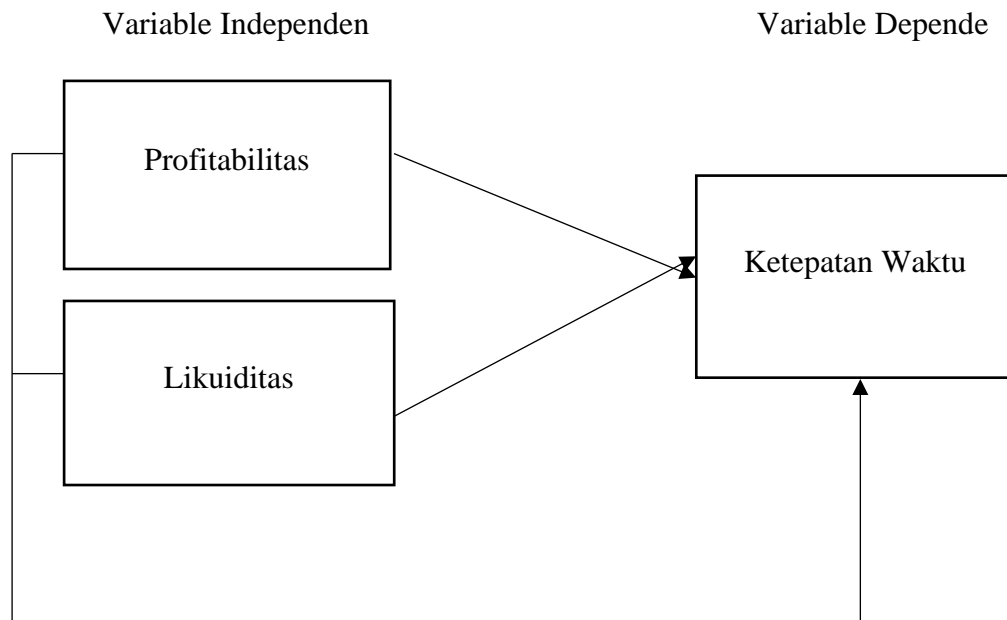 Variable Independen
Variable Depende
Profitabilitas
Ketepatan Waktu
Likuiditas